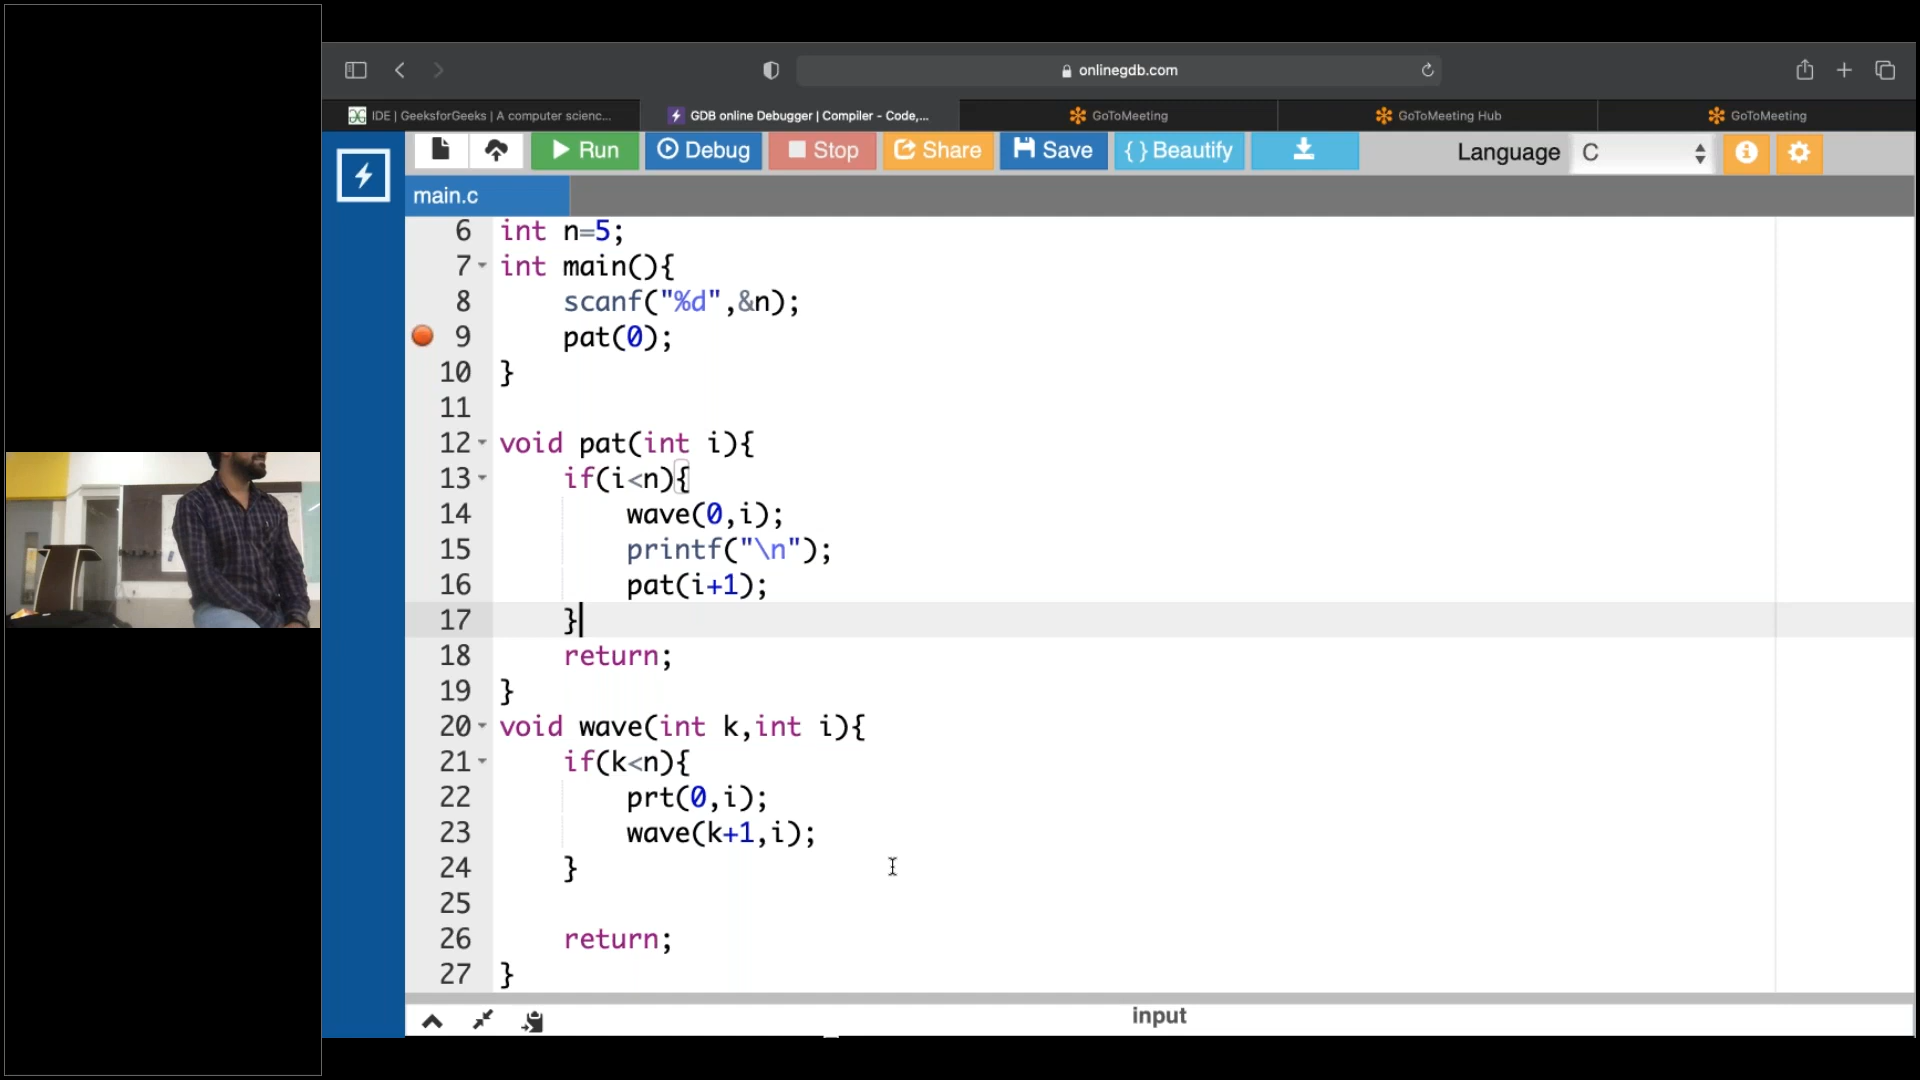 onlinegdb.com
IDE | GeeksforGeeks | A computer scienc...
GDB online Debugger | Compiler - Code,...
GoToMeeting
GoToMeeting Hub
GoToMeeting
Run
Debug
Stop
Share
Save
{ } Beautify
Language
C
main.c
6 int n=5;
7 int main(){
8 scanf("%d",&n);
9 pat(0);
10 }
11
12 void pat(int i){
13 if(i<n){
14 wave(0,i);
15 printf("\n");
16 pat(i+1);
17 }
18 return;
19 }
20 void wave(int k,int i){
21 if(k<n){
22 prt(0,i);
23 wave(k+1,i);
24 }
25
26 return;
27 }
input